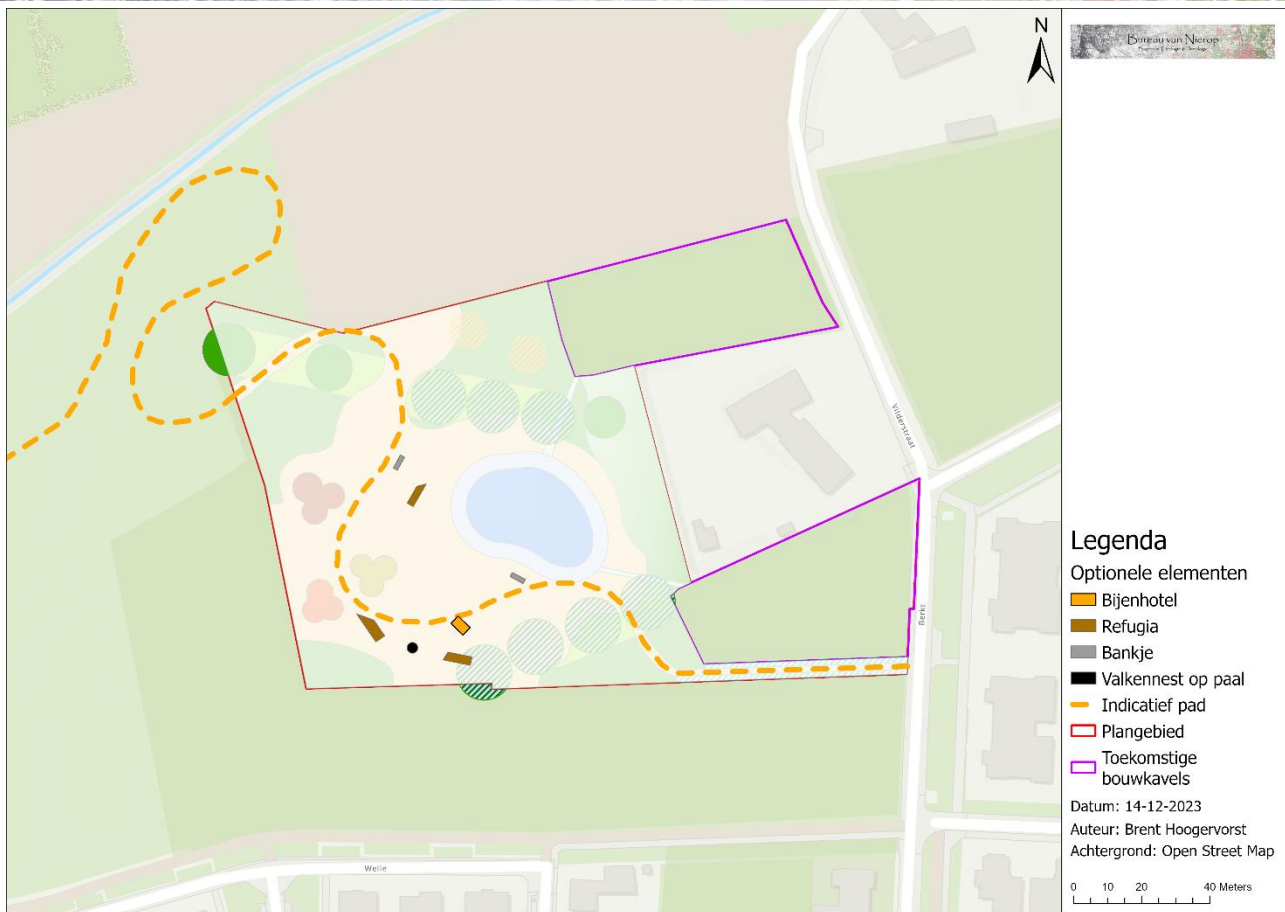 N
Bureau van Nierop
Vilderstraat
Berkt
Welle
Legenda
Optionele elementen
Bijenhotel
Refugia
Bankje
Valkennest op paal
Indicatief pad
Plangebied
Toekomstige
bouwkavels
Datum: 14-12-2023
Auteur: Brent Hoogervorst
Achtergrond: Open Street Map
0 10 20 40 Meters